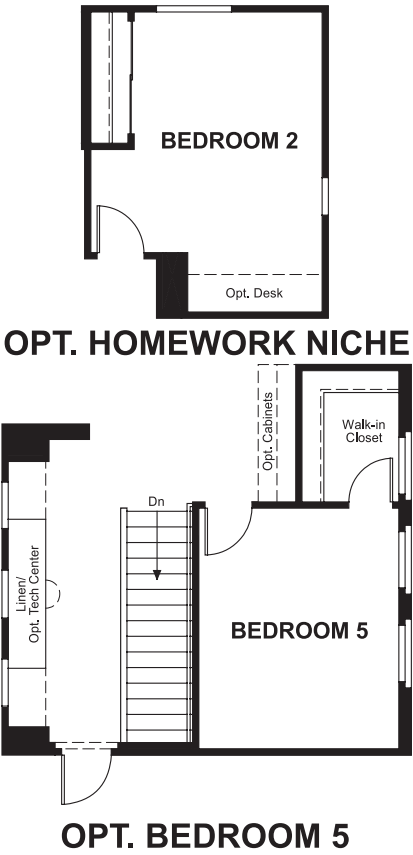 BEDROOM 2
Opt. Desk
OPT. HOMEWORK NICHE
Opt. Cabinets
Walk-in
Closet
Dn
Linen/
Opt. Tech Center
BEDROOM 5
OPT. BEDROOM 5